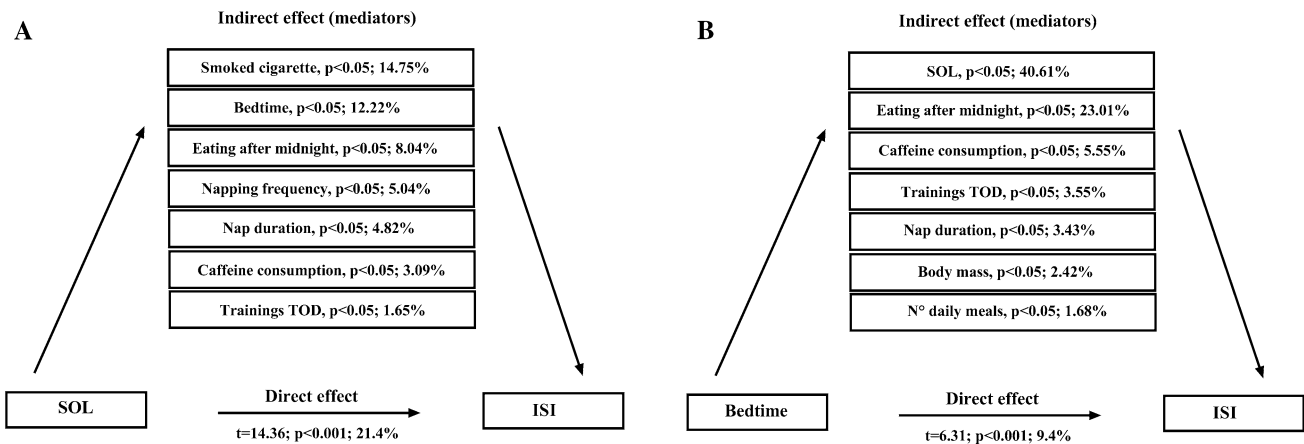 A
Indirect effect (mediators)
Smoked cigarette, p<0.05; 14.75%
Bedtime, p<0.05; 12.22%
Eating after midnight, p<0.05; 8.04%
Napping frequency, p<0.05; 5.04%
Nap duration, p<0.05; 4.82%
Caffeine consumption, p<0.05; 3.09%
Trainings TOD, p<0.05; 1.65%
SOL
Direct effect
t=14.36; p<0.001; 21.4%
ISI
B
Indirect effect (mediators)
SOL, p<0.05; 40.61%
Eating after midnight, p<0.05; 23.01%
Caffeine consumption, p<0.05; 5.55%
Trainings TOD, p<0.05; 3.55%
Nap duration, p<0.05; 3.43%
Body mass, p<0.05; 2.42%
N° daily meals, p<0.05; 1.68%
Bedtime
Direct effect
t=6.31; p<0.001; 9.4%
ISI